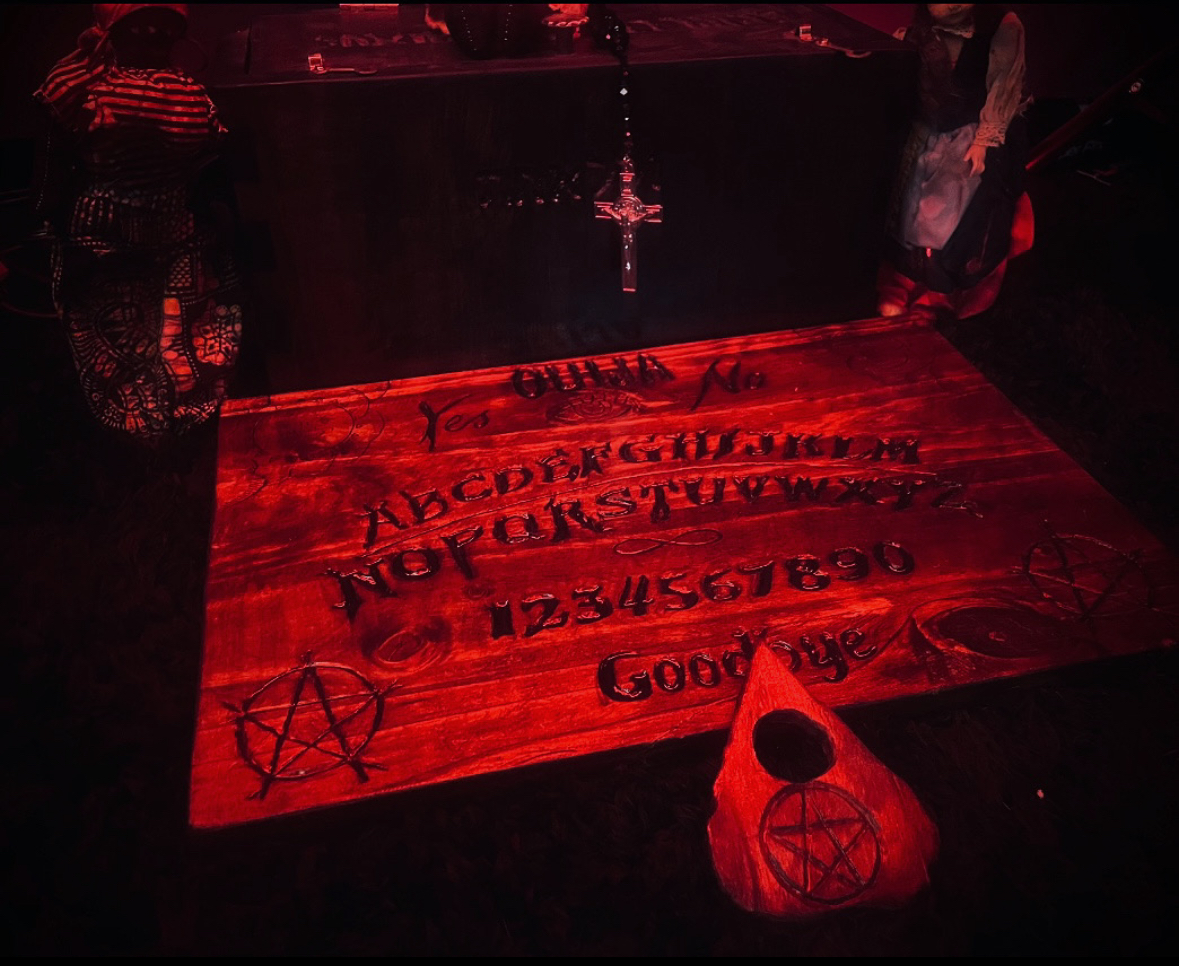 OUIJA
Yes No
ABCDEFGHIJKLM
NOPQRSTUVWXYZ
1234567890
Goodbye